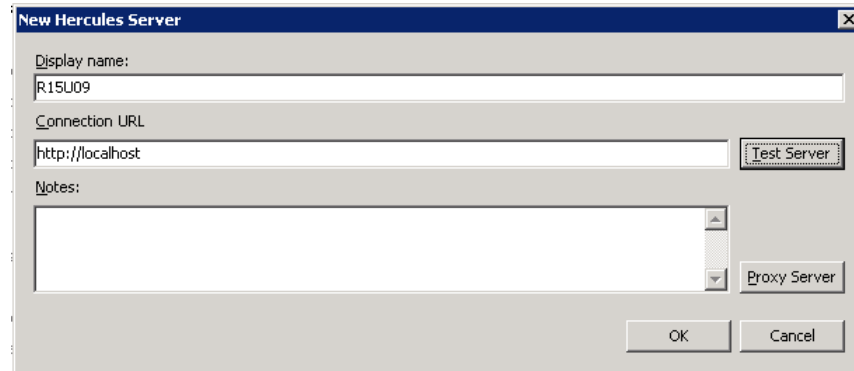 New Hercules Server
Display name:
R15U09
Connection URL
http://localhost
Test Server
Notes:
Proxy Server
OK
Cancel